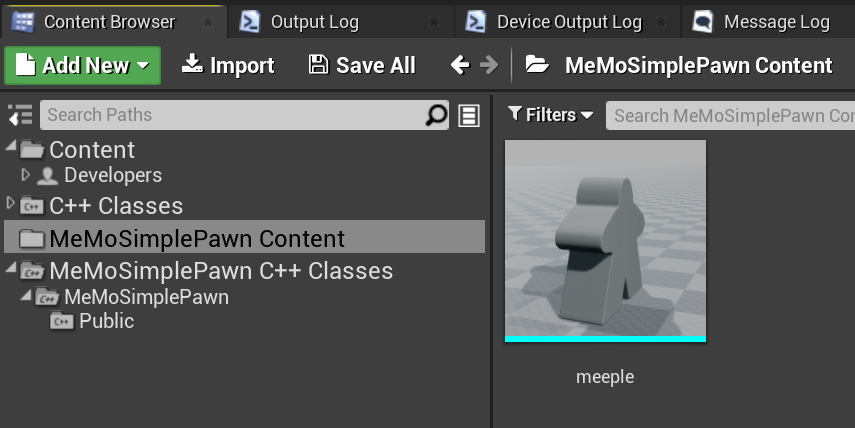 Content Browser
Output Log
Device Output Log
Message Log
Add New
Import
Save All
MeMoSimplePawn Content
Search Paths
Filters
Search MeMoSimplePawn Cor
Content
Developers
C++ Classes
MeMoSimplePawn Content
MeMoSimplePawn C++ Classes
MeMoSimplePawn
Public
meeple